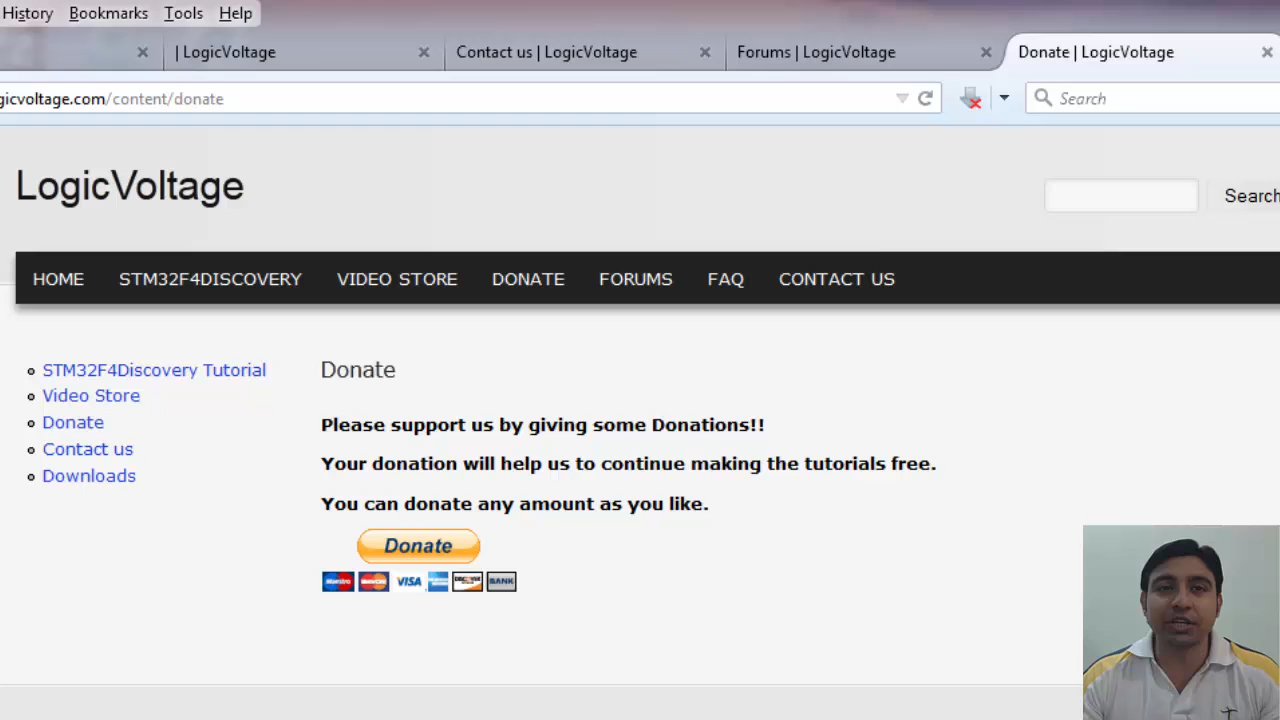 History Bookmarks Tools Help
| LogicVoltage Contact us | LogicVoltage Forums | LogicVoltage Donate | LogicVoltage
gicvoltage.com/content/donate Search
LogicVoltage
Search
HOME STM32F4DISCOVERY VIDEO STORE DONATE FORUMS FAQ CONTACT US
STM32F4Discovery Tutorial
Video Store
Donate
Contact us
Downloads
Donate
Please support us by giving some Donations!!
Your donation will help us to continue making the tutorials free.
You can donate any amount as you like.
Donate
Maestro MasterCard VISA DISCOVER BANK